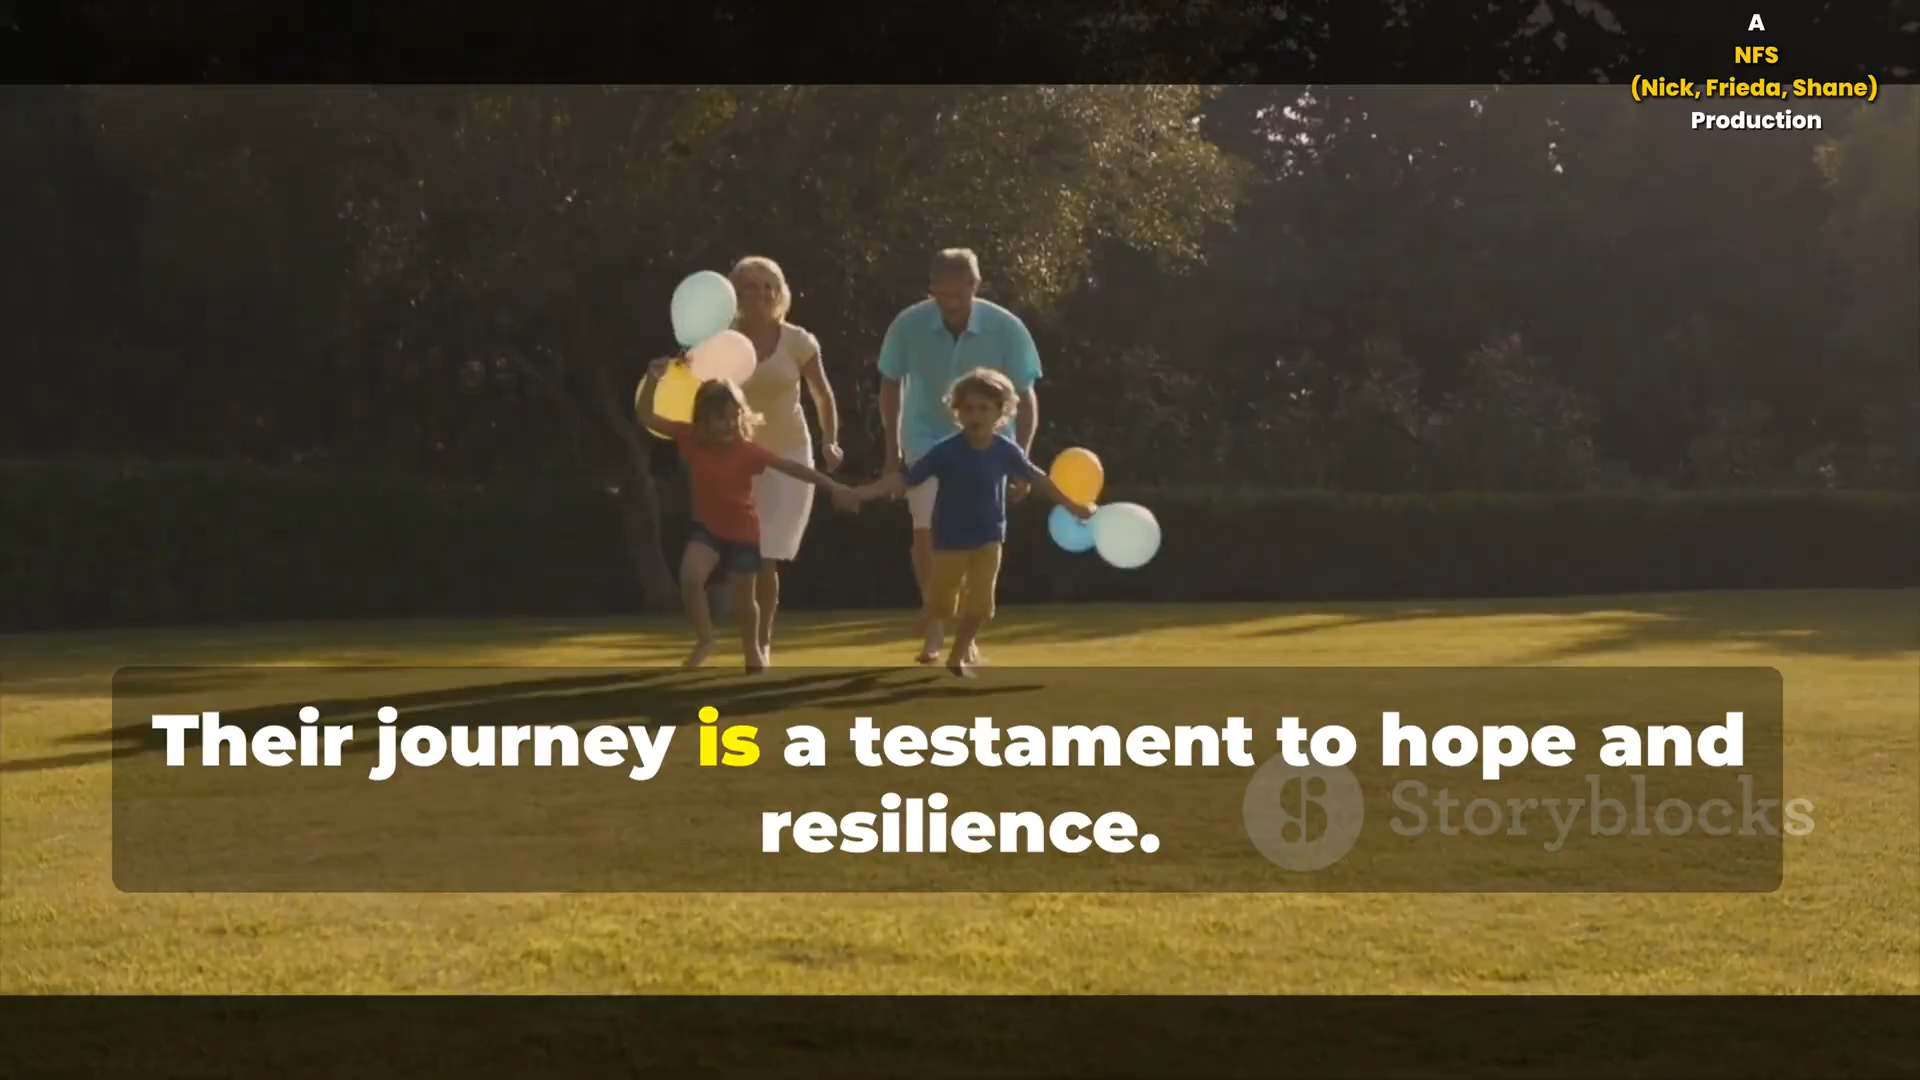 A
NFS
(Nick, Frieda, Shane)
Production
Their journey is a testament to hope and
resilience.
Storyblocks